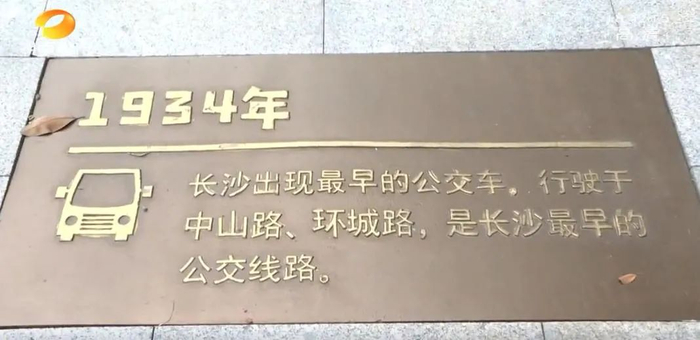 1934年
长沙出现最早的公交车。行驶于
中山路、环城路，是长沙最早的
公交线路。